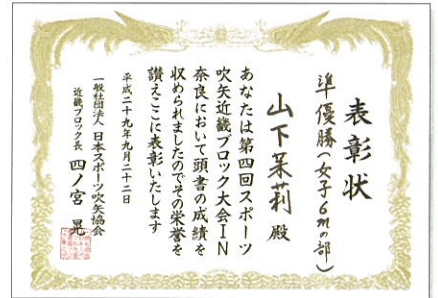 表彰状
準優勝(女子6mの部)
山下茉莉殿
あなたは第四回スポーツ
吹矢近畿ブロック大会IN
奈良において頭書の成績を
収められましたのでその栄誉を
讃えここに表彰いたします
平成二十九年九月二十二日
一般社団法人 日本スポーツ吹矢協会
近畿ブロック長 四ノ宮 晃